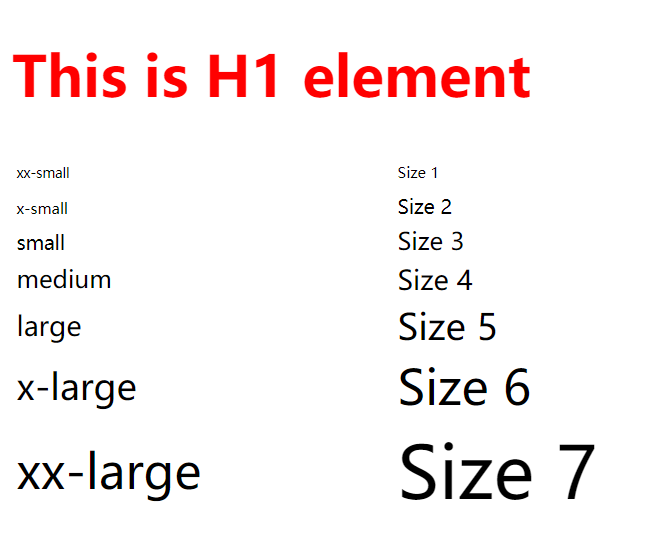 This is H1 element
xx-small Size 1
x-small Size 2
small Size 3
medium Size 4
large Size 5
x-large Size 6
xx-large Size 7